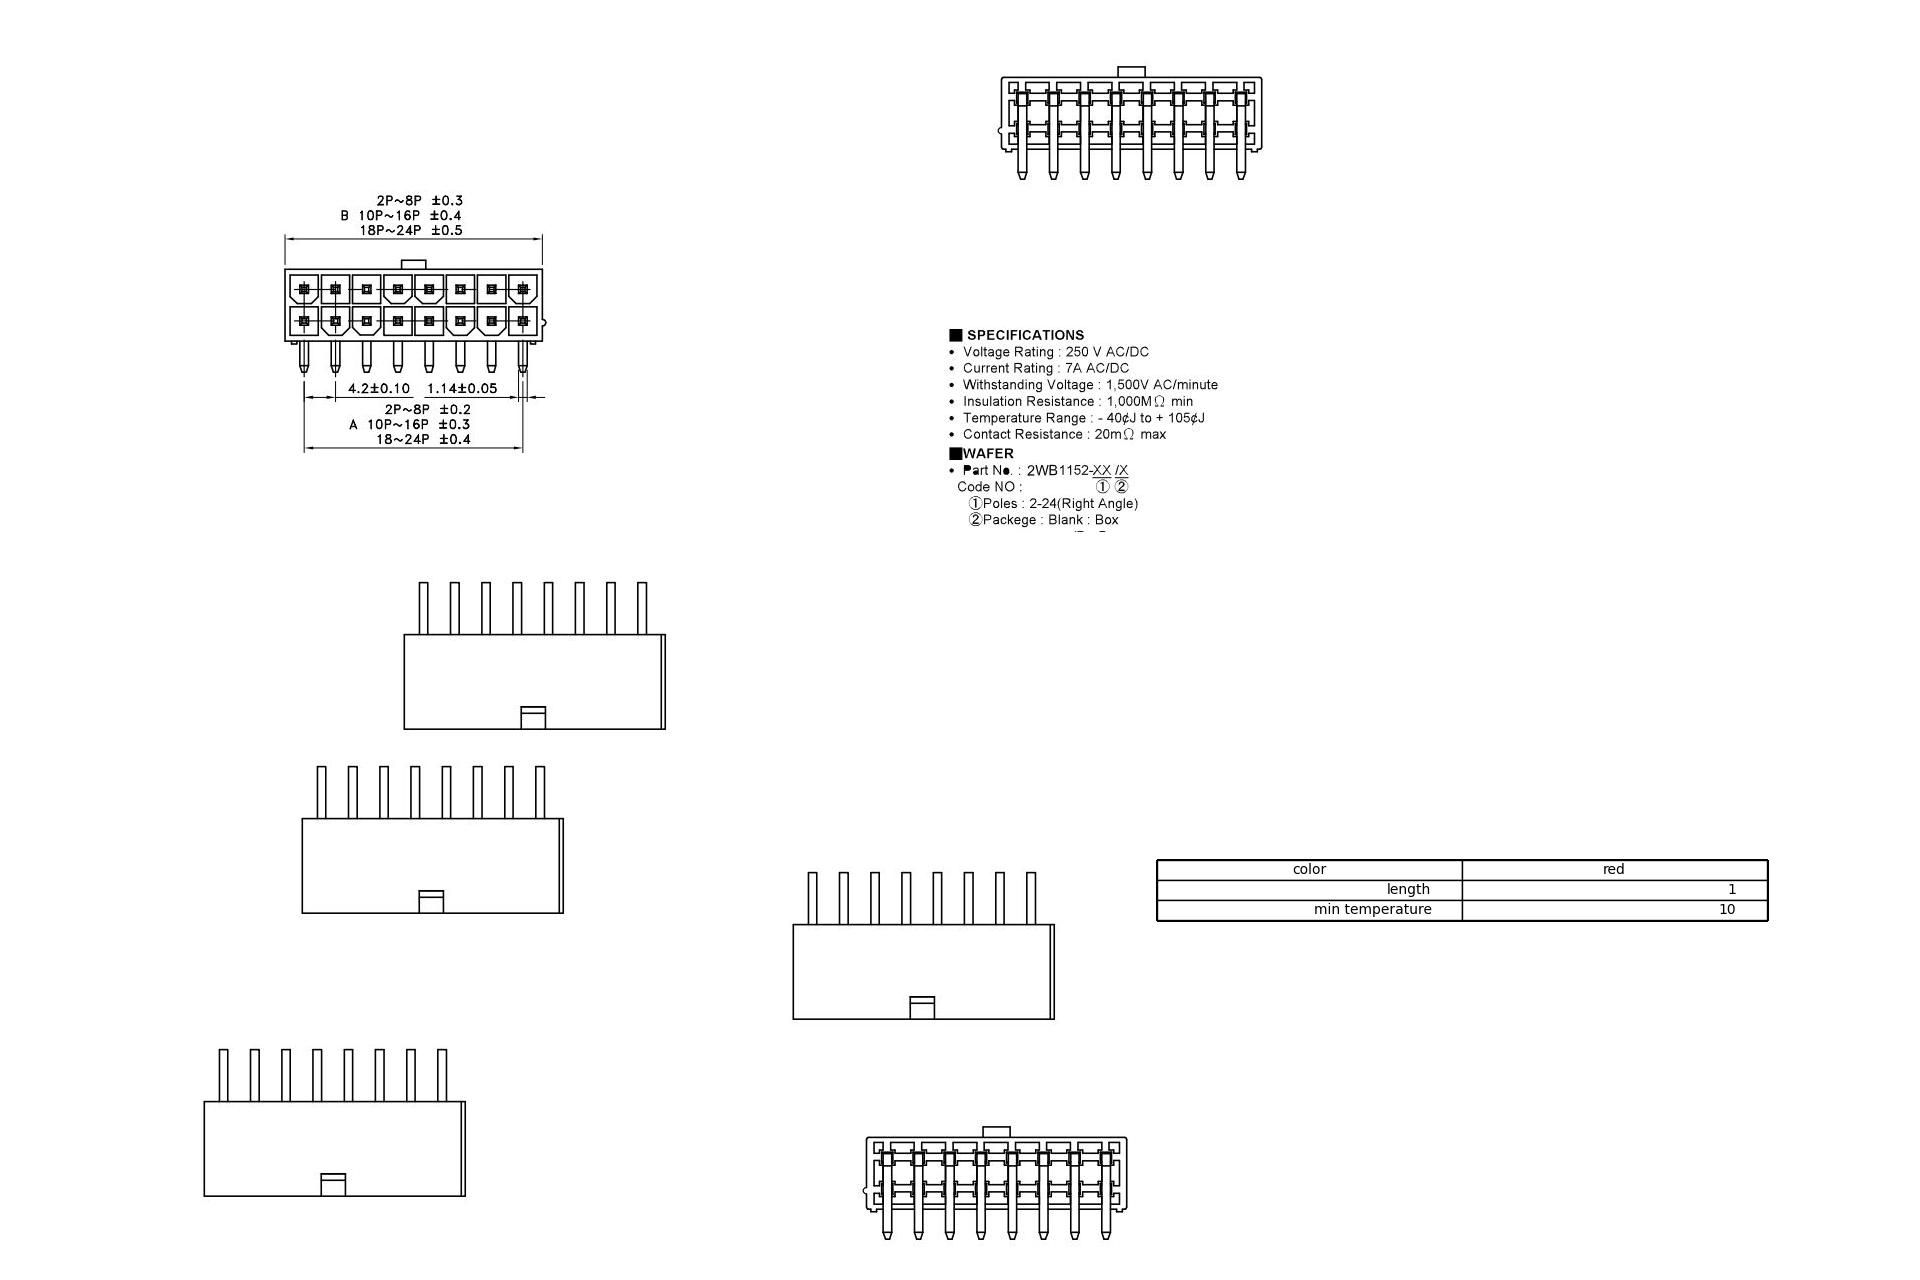 2P~8P ±0.3
B 10P~16P ±0.4
18P~24P ±0.5
4.2±0.10 1.14±0.05
2P~8P ±0.2
A 10P~16P ±0.3
18~24P ±0.4
■ SPECIFICATIONS
• Voltage Rating : 250 V AC/DC
• Current Rating : 7A AC/DC
• Withstanding Voltage : 1,500V AC/minute
• Insulation Resistance : 1,000MΩ min
• Temperature Range : - 40¢J to + 105¢J
• Contact Resistance : 20mΩ max
■WAFER
• Part No. : 2WB1152-XX /X
Code NO : ① ②
①Poles : 2-24(Right Angle)
②Packege : Blank : Box
color red
length 1
min temperature 10